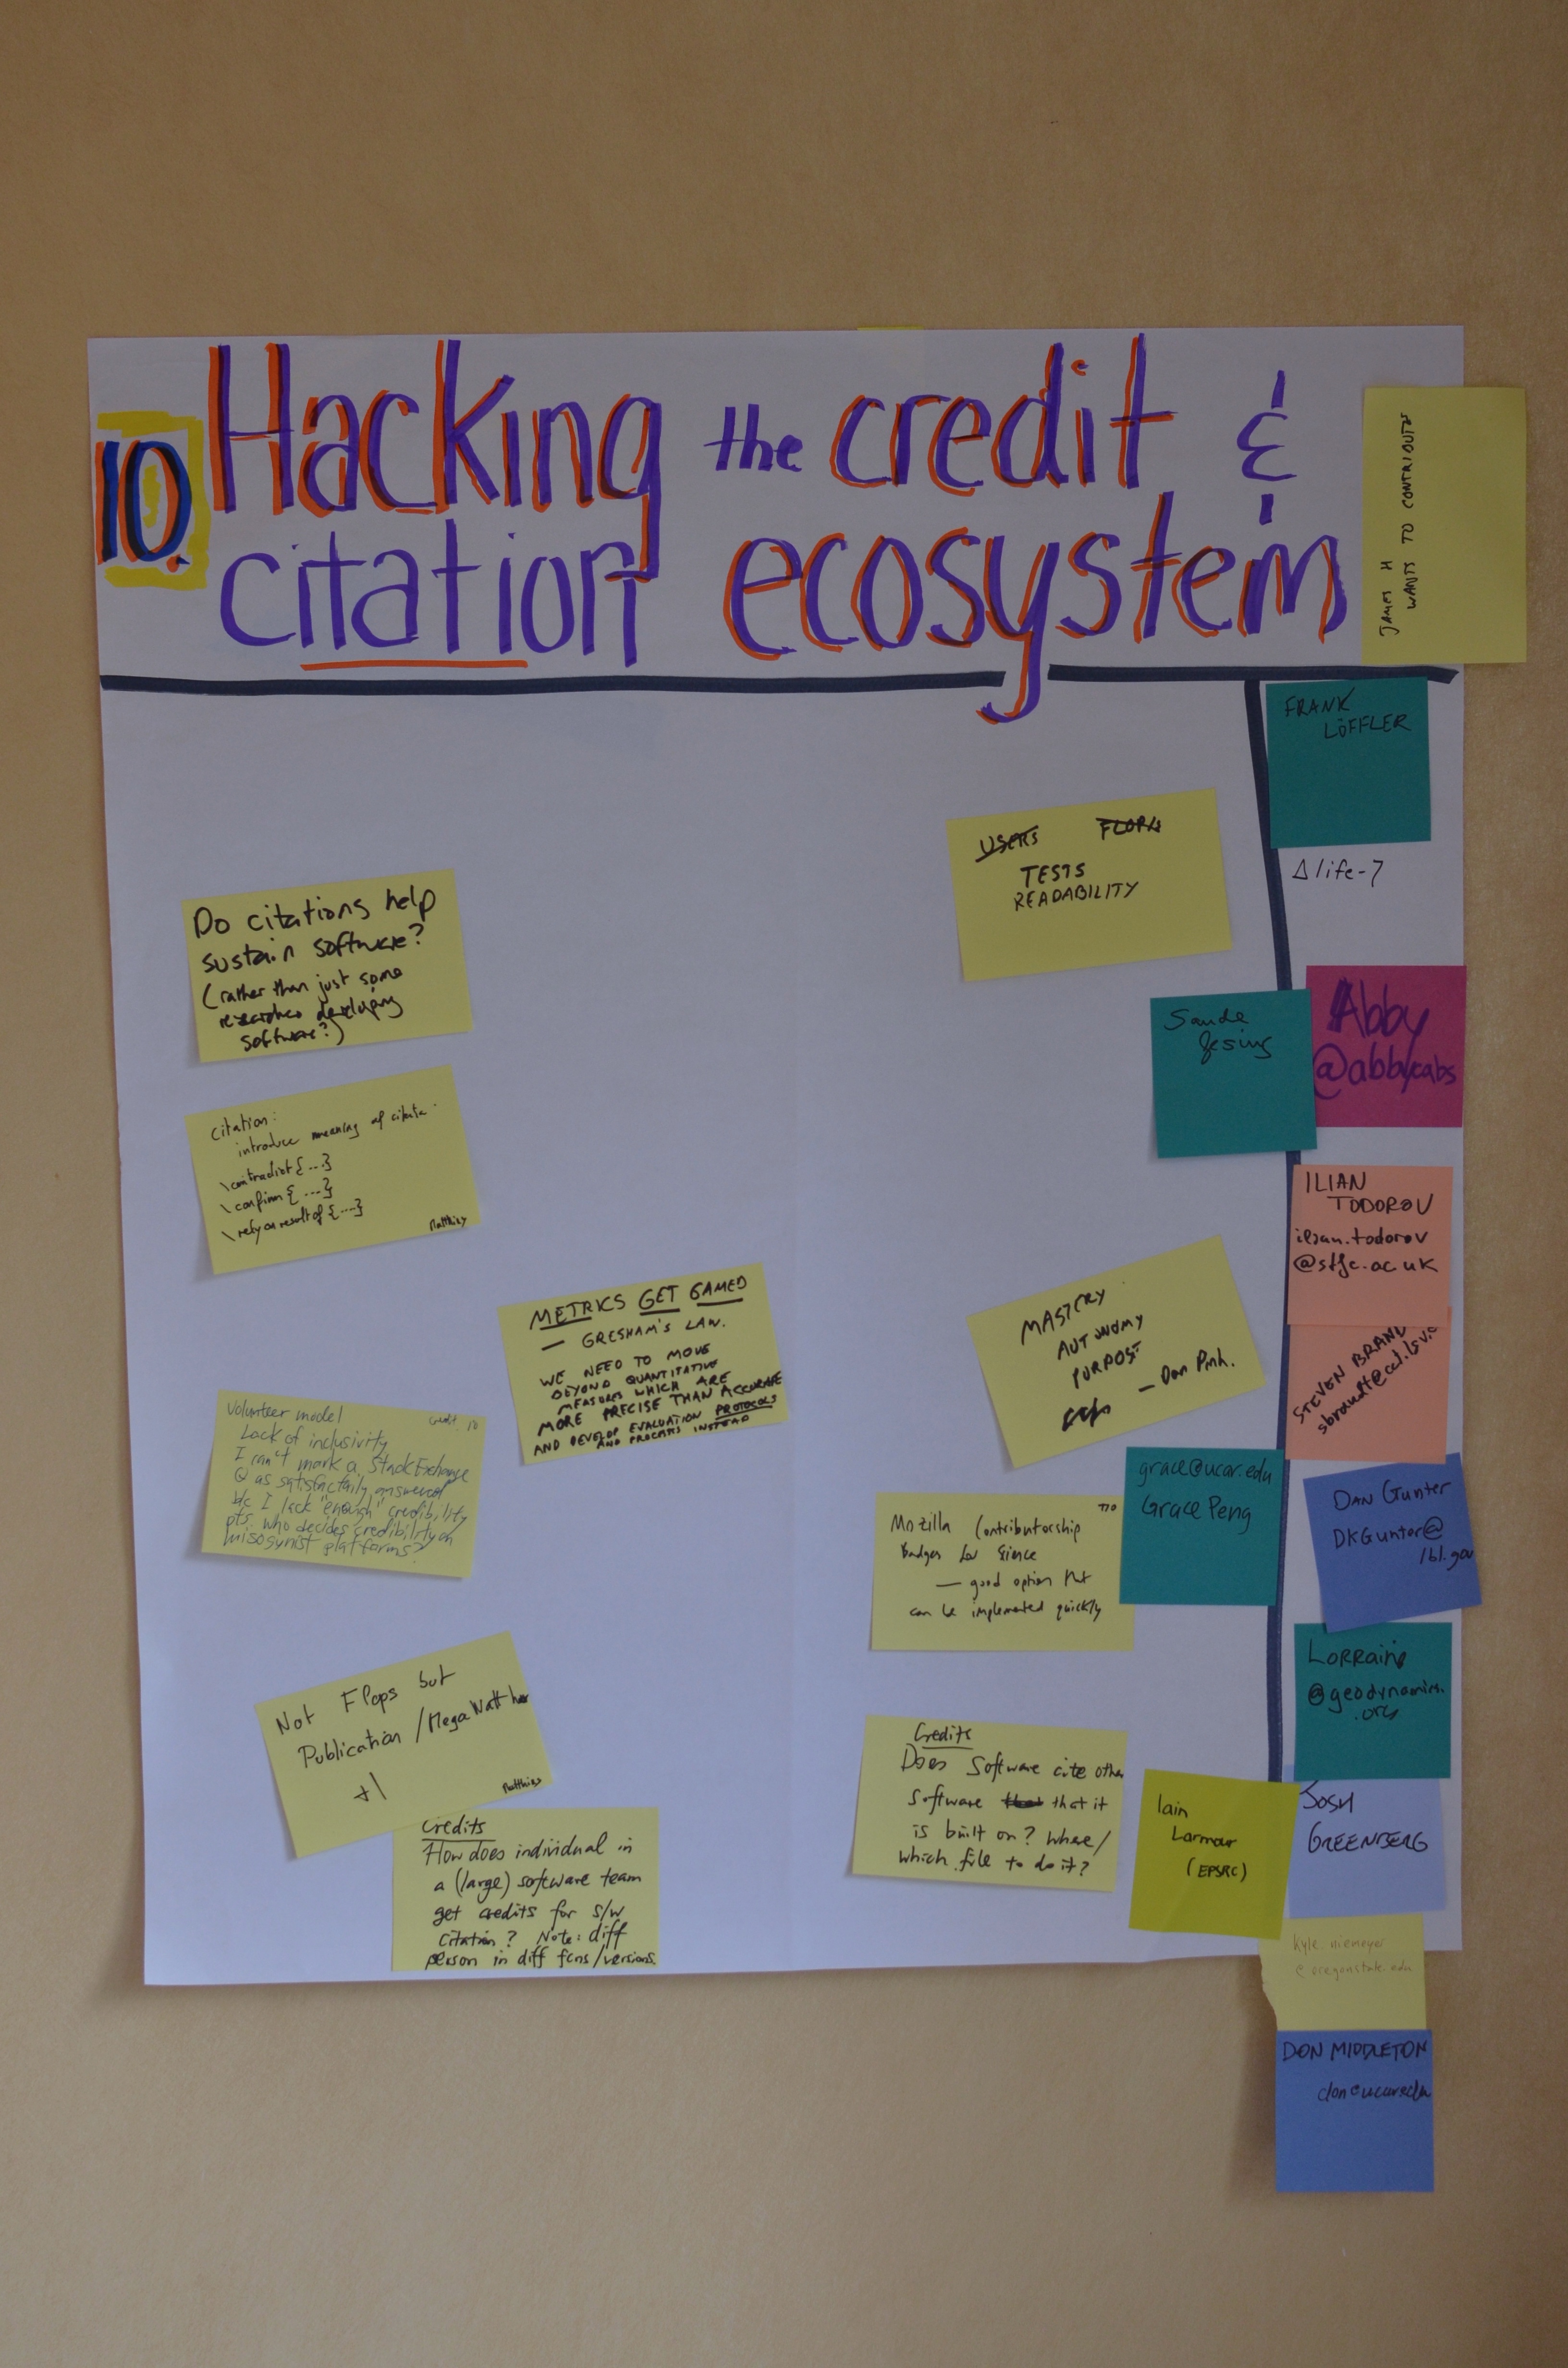 10. Hacking the credit &
citation ecosystem
JAMES H
WANTS TO CONTRIBUTE
FRANK
LÖFFLER
USERS FLOPS
TESTS
READABILITY
Δ life-7
Do citations help
sustain software?
(rather than just some
researcher developing
software?)
Sandra
Gesing
Abby
@abbycabs
citation:
introduce meaning of citate
\contradict{...}
\confirm{...}
\rely on result of{...}
Matthias
ILIAN
TODOROV
ilian.todorov
@stfc.ac.uk
METRICS GET GAMED
— GRESHAM'S LAW.
WE NEED TO MOVE
BEYOND QUANTITATIVE
MEASURES WHICH ARE
MORE PRECISE THAN ACCURATE
AND DEVELOP EVALUATION PROTOCOLS
AND PROCESSES INSTEAD
MASTERY
AUTONOMY
PURPOSE
— Dan Pink.
STEVEN BRAND
sbrandt@cct.lsu.e
Volunteer model credit 10
Lack of inclusivity
I can't mark a StackExchange
Q as satisfactorily answered
b/c I lack "enough" credibility
pts. who decides credibility on
misogynist platforms?
grace@ucar.edu
Grace Peng
DAN Gunter
DKGunter@
lbl.gov
Mozilla Contributorship
Badges for Science
— good option that
can be implemented quickly
Not Flops but
Publication /MegaWatt hour
+1
Matthias
LORRaine
@geodynamics.
.org
Credits
Does software cite other
software that that it
is built on? Where/
which file to do it?
Iain
Larmour
(EPSRC)
JOSH
GREENBERG
Credits
How does individual in
a (large) software team
get credits for s/w
citation? Note: diff
person in diff fcns/versions.
kyle.niemeyer
@ oregonstate.edu
DON MIDDLETON
don@ucar.edu